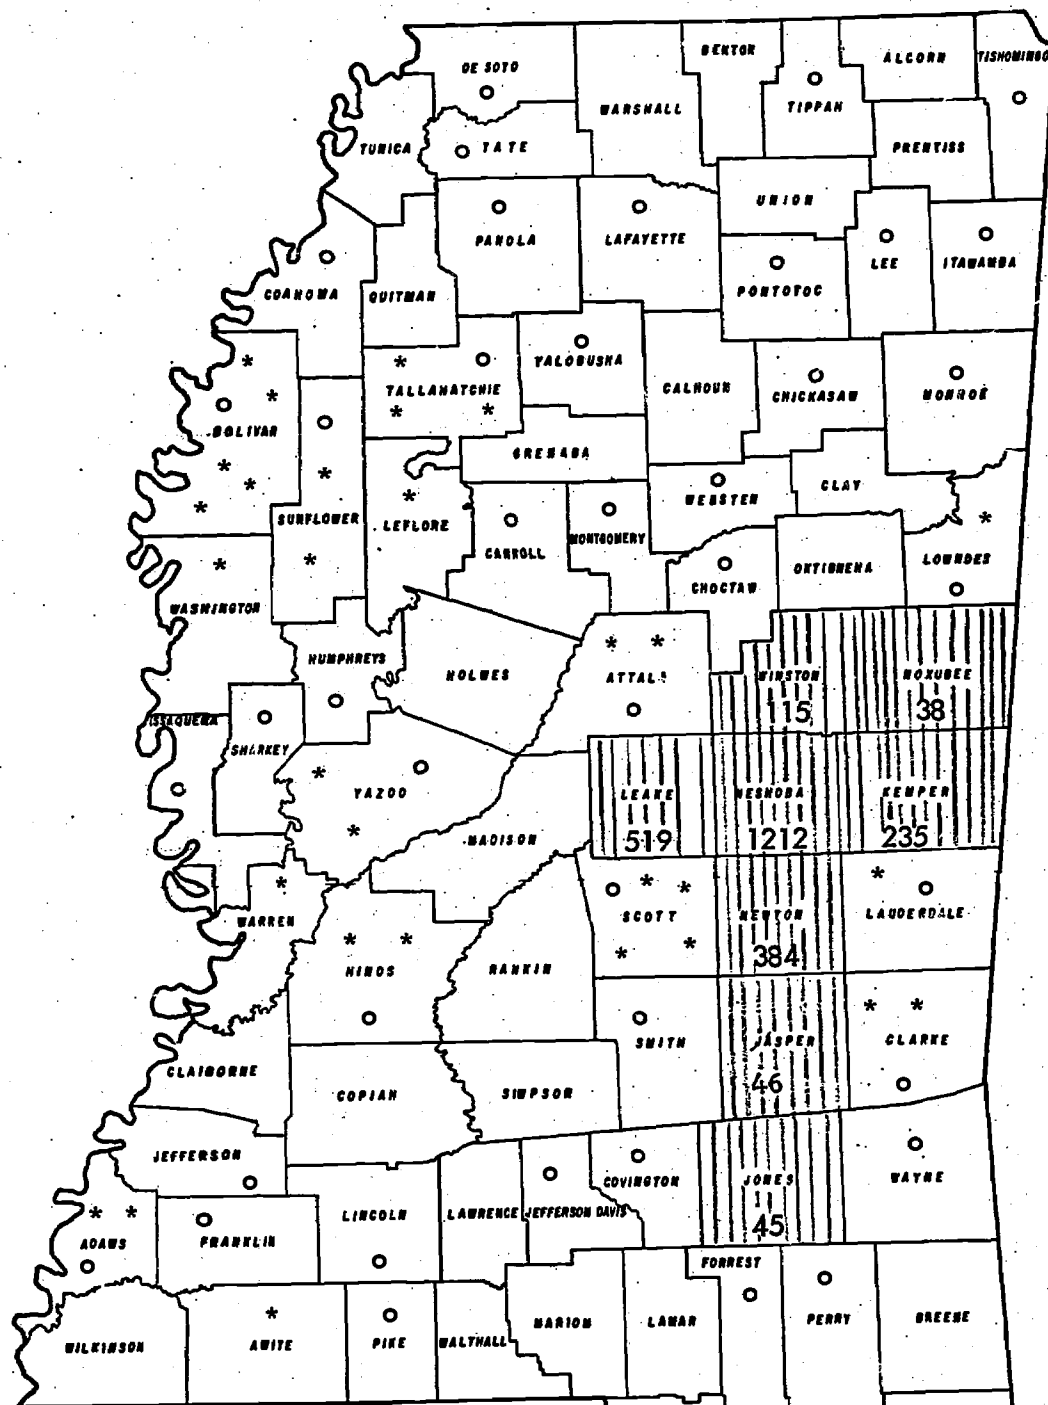 DE SOTO
BENTON
ALCORN
TISHOMINGO
MARSHALL
TIPPAH
TUNICA
TATE
PRENTISS
UNION
PANOLA
LAFAYETTE
LEE
ITAWAMBA
COAHOMA
QUITMAN
PONTOTOC
YALOBUSHA
TALLAHATCHIE
CALHOUN
CHICKASAW
MONROE
BOLIVAR
GRENADA
SUNFLOWER
LEFLORE
WEBSTER
CLAY
CARROLL
MONTGOMERY
CHOCTAW
OKTIBBEHA
LOWNDES
WASHINGTON
HUMPHREYS
HOLMES
ATTALA
WINSTON
15
NOXUBEE
38
ISSAQUENA
SHARKEY
YAZOO
LEAKE
519
NESHOBA
1212
KEMPER
235
MADISON
WARREN
SCOTT
NEWTON
384
LAUDERDALE
HINDS
RANKIN
SMITH
JASPER
46
CLARKE
CLAIBORNE
COPIAH
SIMPSON
JEFFERSON
COVINGTON
JONES
45
WAYNE
ADAMS
FRANKLIN
LINCOLN
LAWRENCE
JEFFERSON DAVIS
FORREST
WILKINSON
AMITE
PIKE
WALTHALL
MARION
LAMAR
PERRY
GREENE